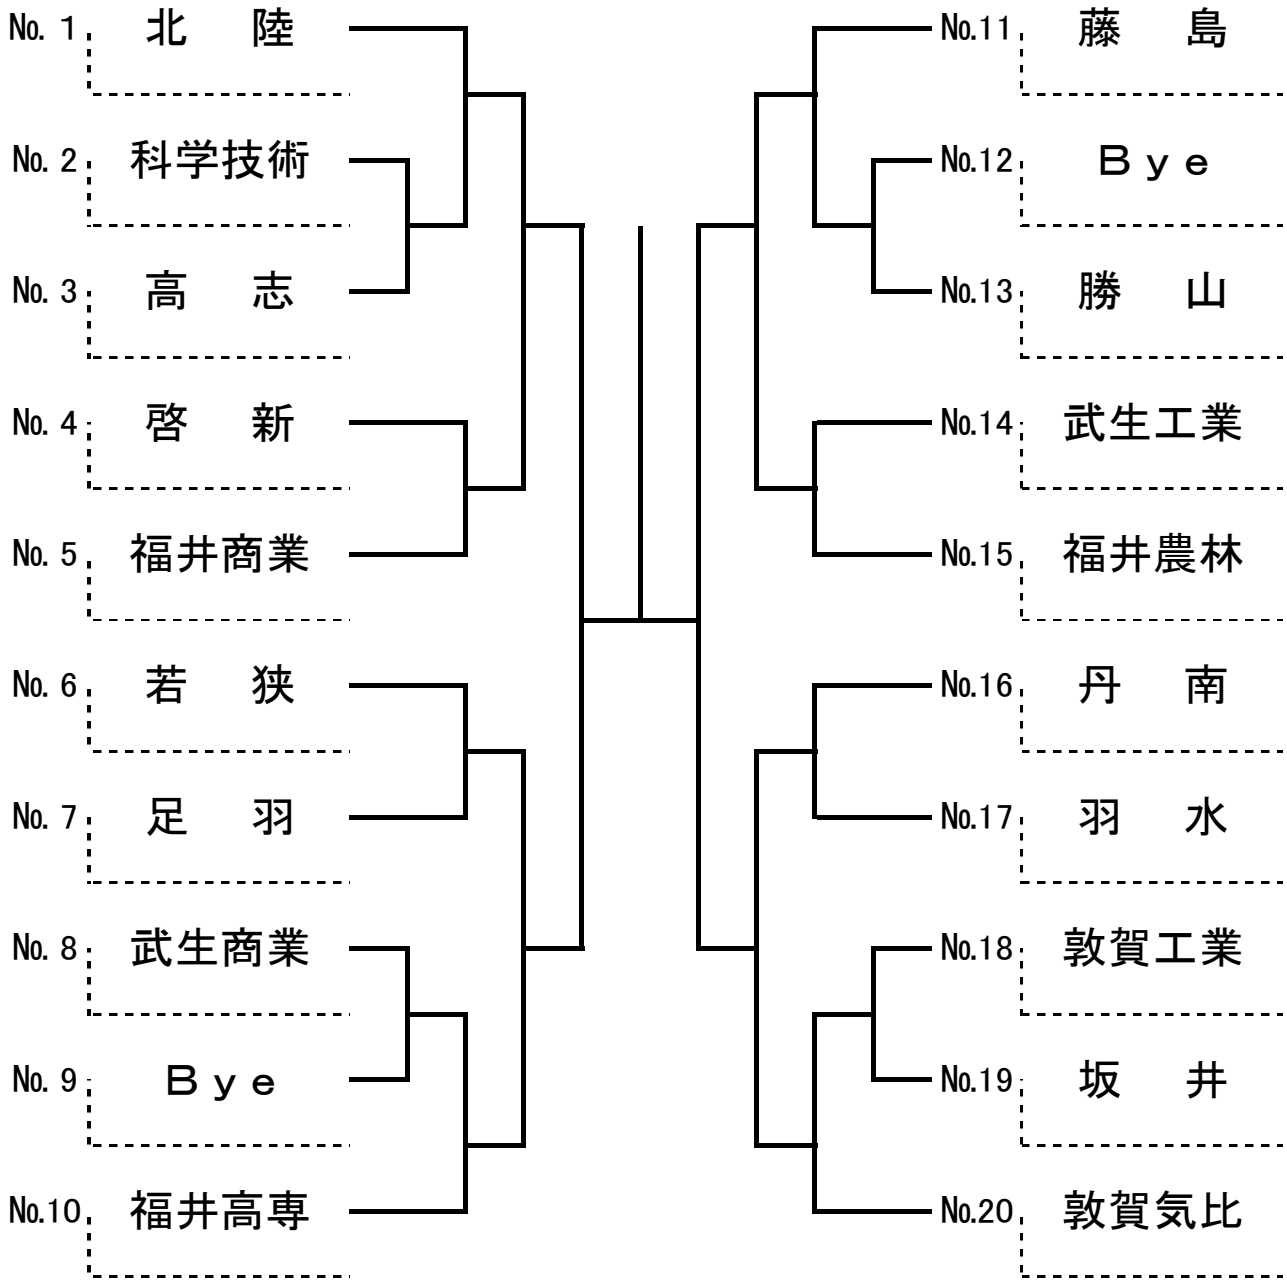 No. 1 北　陸
No. 2 科学技術
No. 3 高　志
No. 4 啓　新
No. 5 福井商業
No. 6 若　狭
No. 7 足　羽
No. 8 武生商業
No. 9 Ｂｙｅ
No.10 福井高専
No.11 藤　島
No.12 Ｂｙｅ
No.13 勝　山
No.14 武生工業
No.15 福井農林
No.16 丹　南
No.17 羽　水
No.18 敦賀工業
No.19 坂　井
No.20 敦賀気比